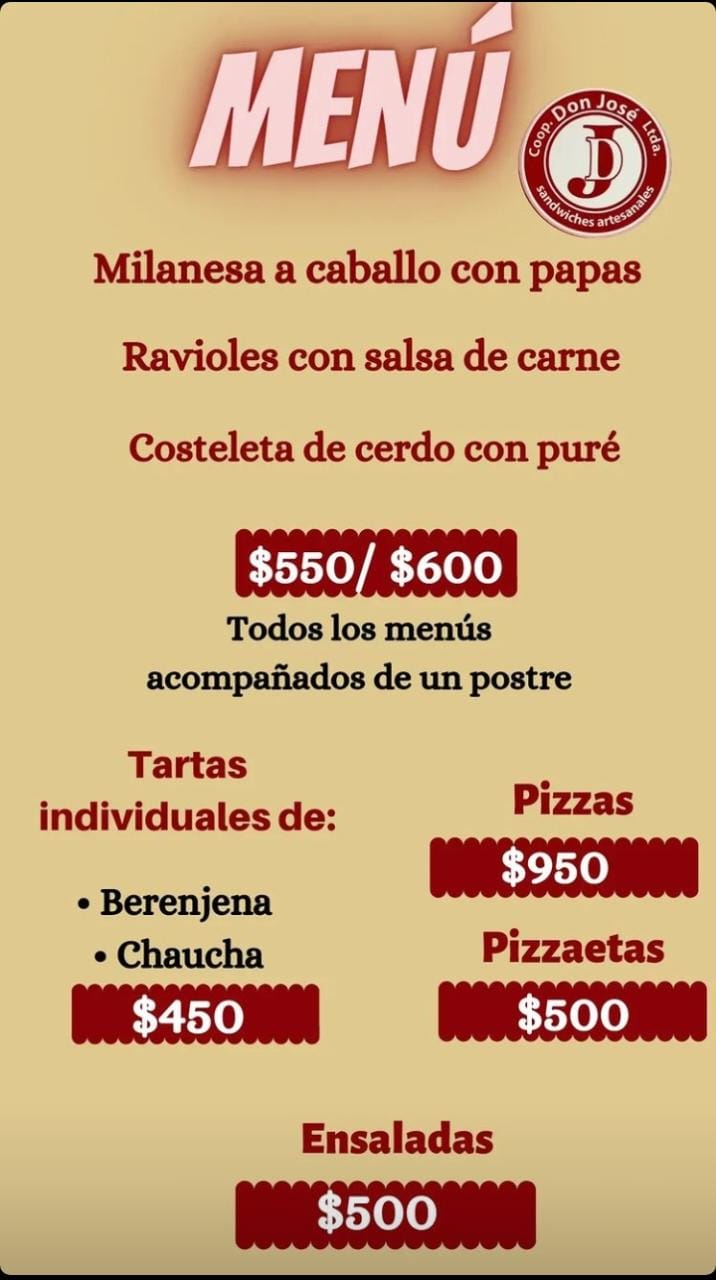 MENÚ
Coop. Don José Ltda.
JD
sandwiches artesanales
Milanesa a caballo con papas
Ravioles con salsa de carne
Costeleta de cerdo con puré
$550/ $600
Todos los menús
acompañados de un postre
Tartas
individuales de:
• Berenjena
• Chaucha
$450
Pizzas
$950
Pizzaetas
$500
Ensaladas
$500